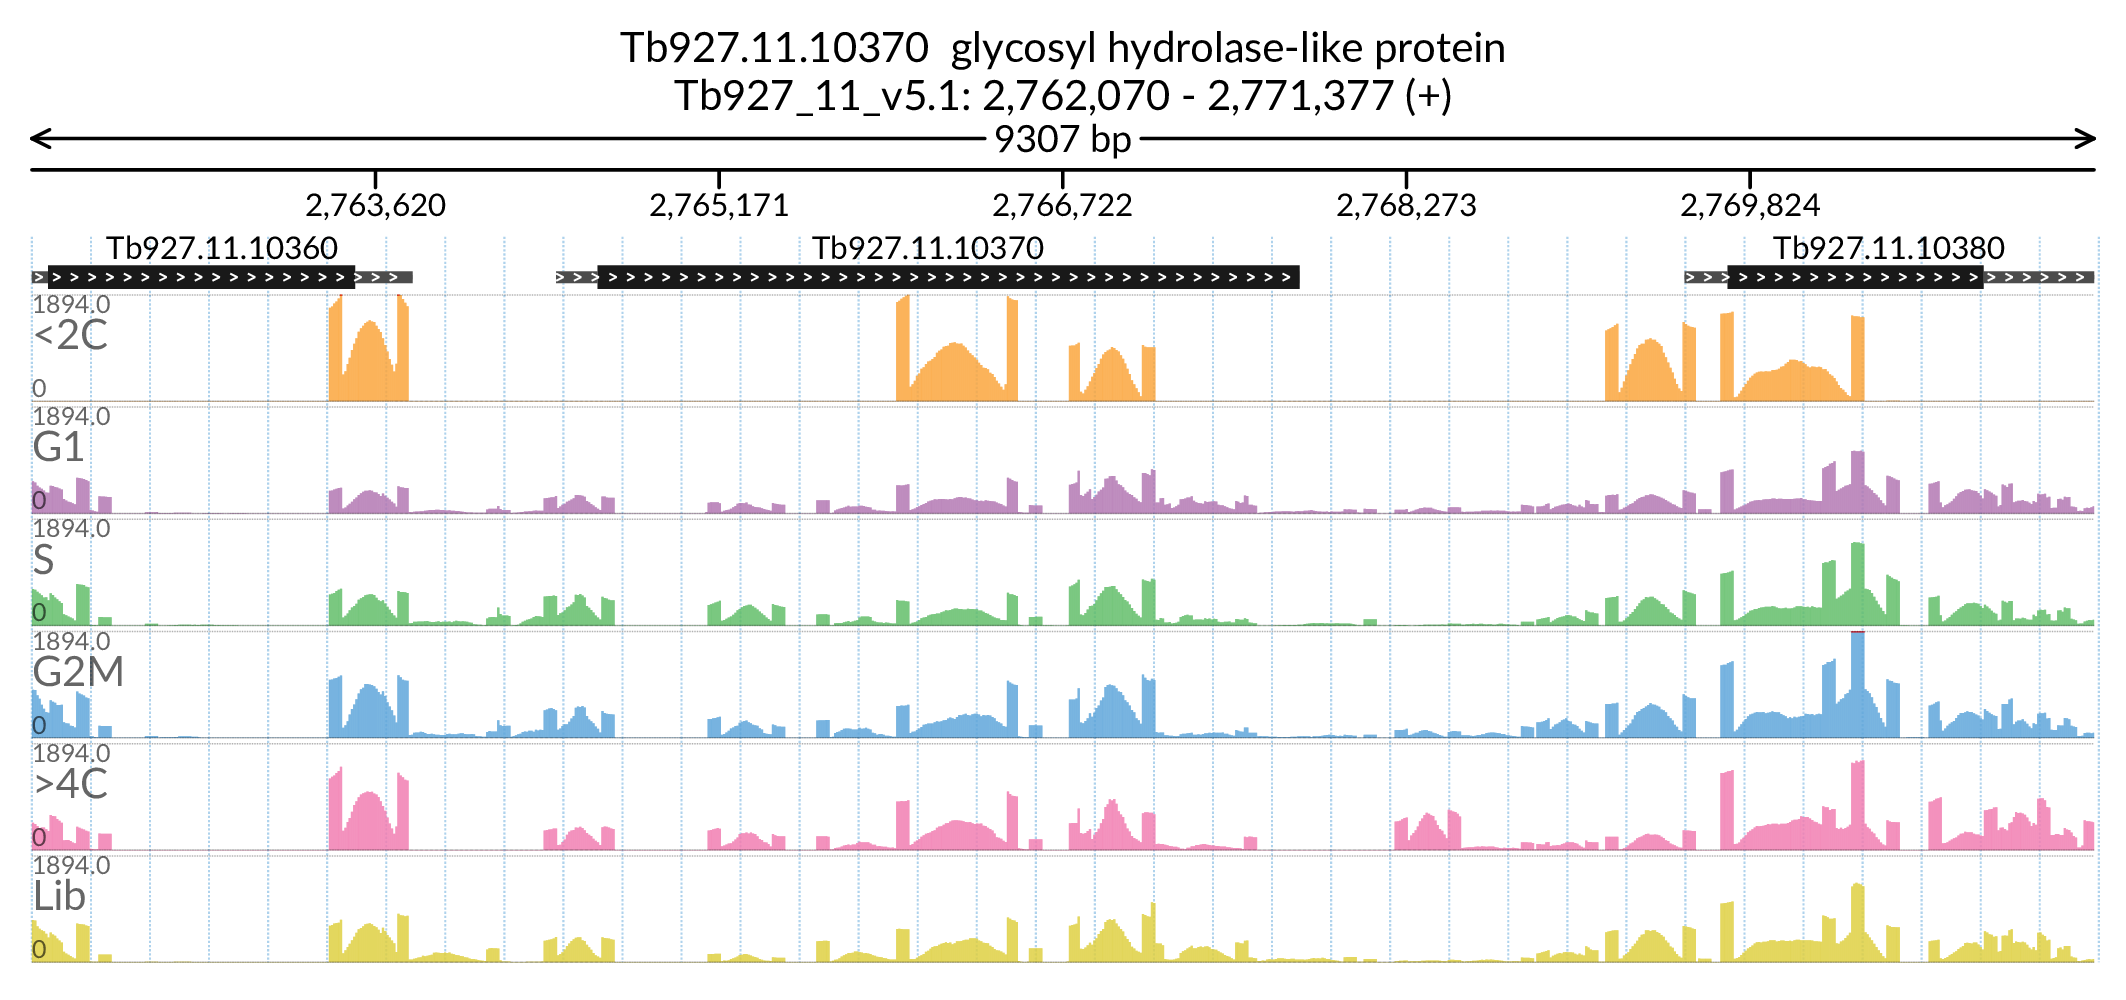 Tb927.11.10370 glycosyl hydrolase-like protein
Tb927_11_v5.1: 2,762,070 - 2,771,377 (+)
9307 bp
2,763,620 2,765,171 2,766,722 2,768,273 2,769,824
Tb927.11.10360 Tb927.11.10370 Tb927.11.10380
1894.0
<2C
0
1894.0
G1
0
1894.0
S
0
1894.0
G2M
0
1894.0
>4C
0
1894.0
Lib
0